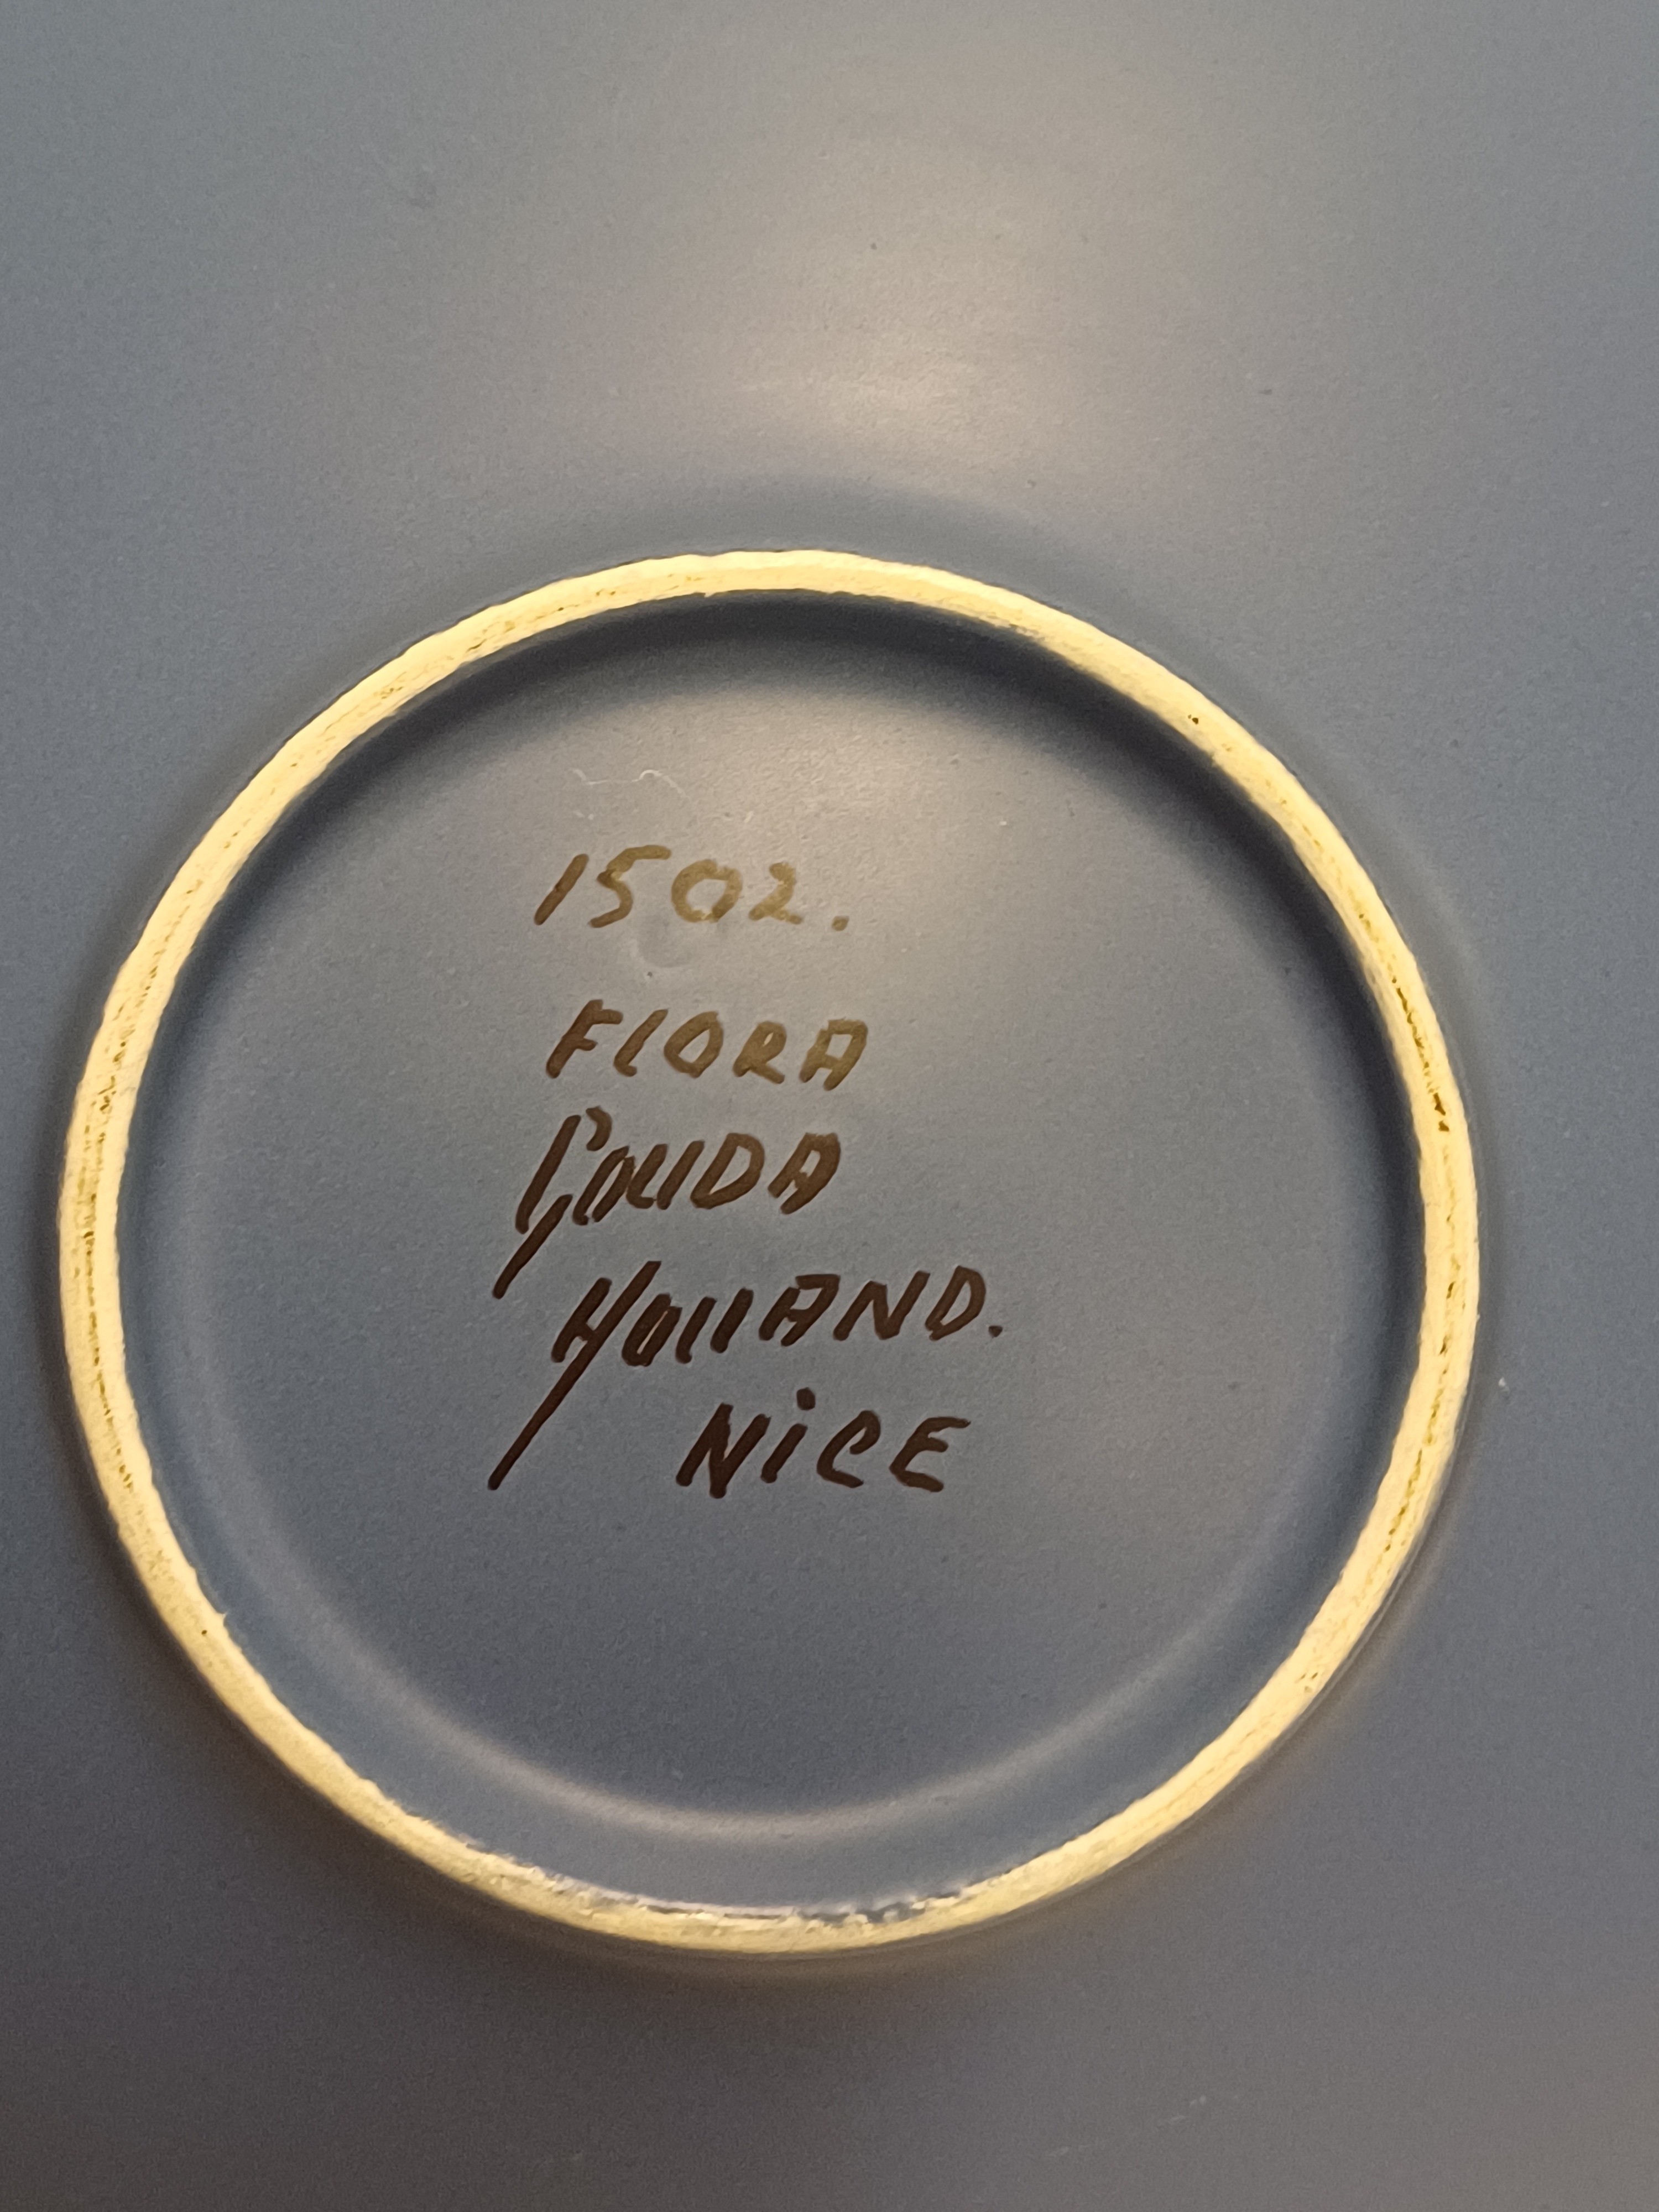 1502.
FLORA
GOUDA
HOLLAND.
NiCE